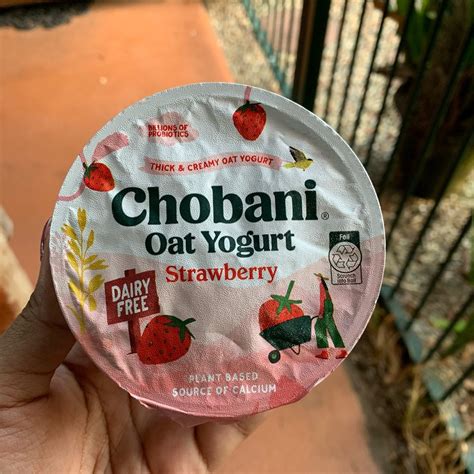 BILLIONS OF
PROBIOTICS
THICK & CREAMY OAT YOGURT
Chobani®
Oat Yogurt
Strawberry
Foil
DAIRY
FREE
PLANT BASED
SOURCE OF CALCIUM